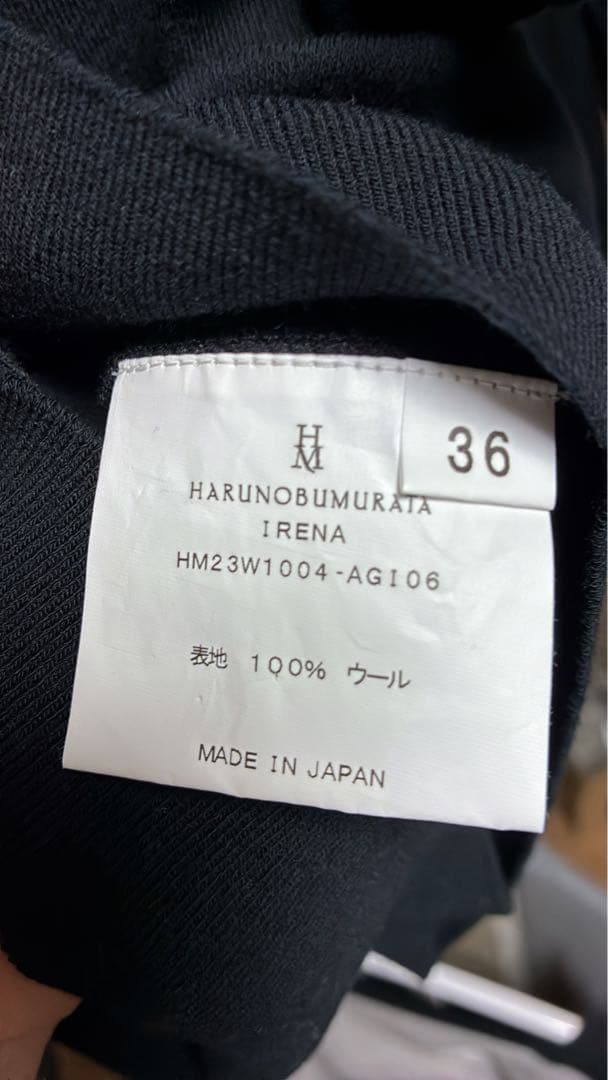 HM
36
HARUNOBUMURATA
IRENA
HM23W1004-AGI06
表地 100% ウール
MADE IN JAPAN